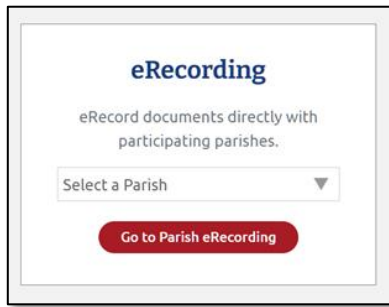 eRecording
eRecord documents directly with
participating parishes.
Select a Parish
Go to Parish eRecording